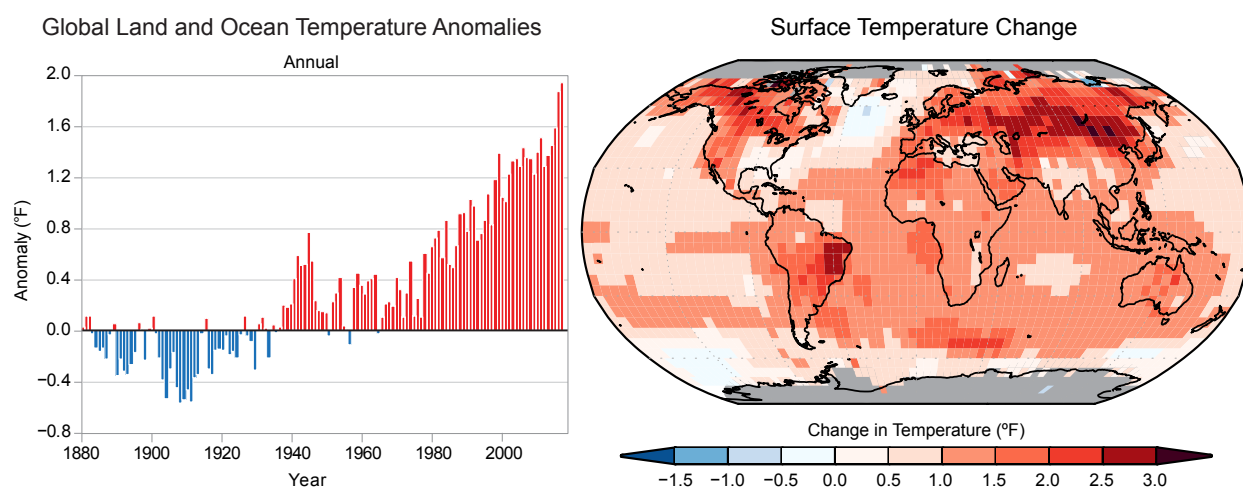 Global Land and Ocean Temperature Anomalies
Annual
Anomaly (°F)
2.0
1.6
1.2
0.8
0.4
0.0
−0.4
−0.8
1880 1900 1920 1940 1960 1980 2000
Year
Surface Temperature Change
Change in Temperature (ºF)
−1.5 −1.0 −0.5 0.0 0.5 1.0 1.5 2.0 2.5 3.0